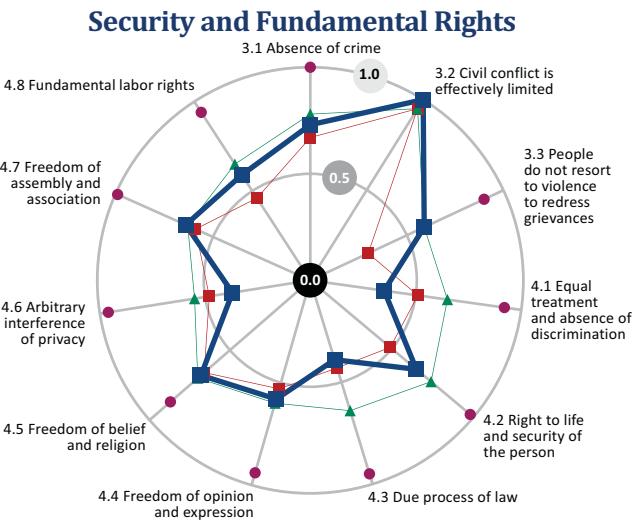 Security and Fundamental Rights
3.1 Absence of crime
1.0
3.2 Civil conflict is
effectively limited
4.8 Fundamental labor rights
3.3 People
do not resort
to violence
to redress
grievances
0.5
4.7 Freedom of
assembly and
association
0.0
4.1 Equal
treatment
and absence of
discrimination
4.6 Arbitrary
interference
of privacy
4.2 Right to life
and security of
the person
4.5 Freedom of belief
and religion
4.4 Freedom of opinion
and expression
4.3 Due process of law